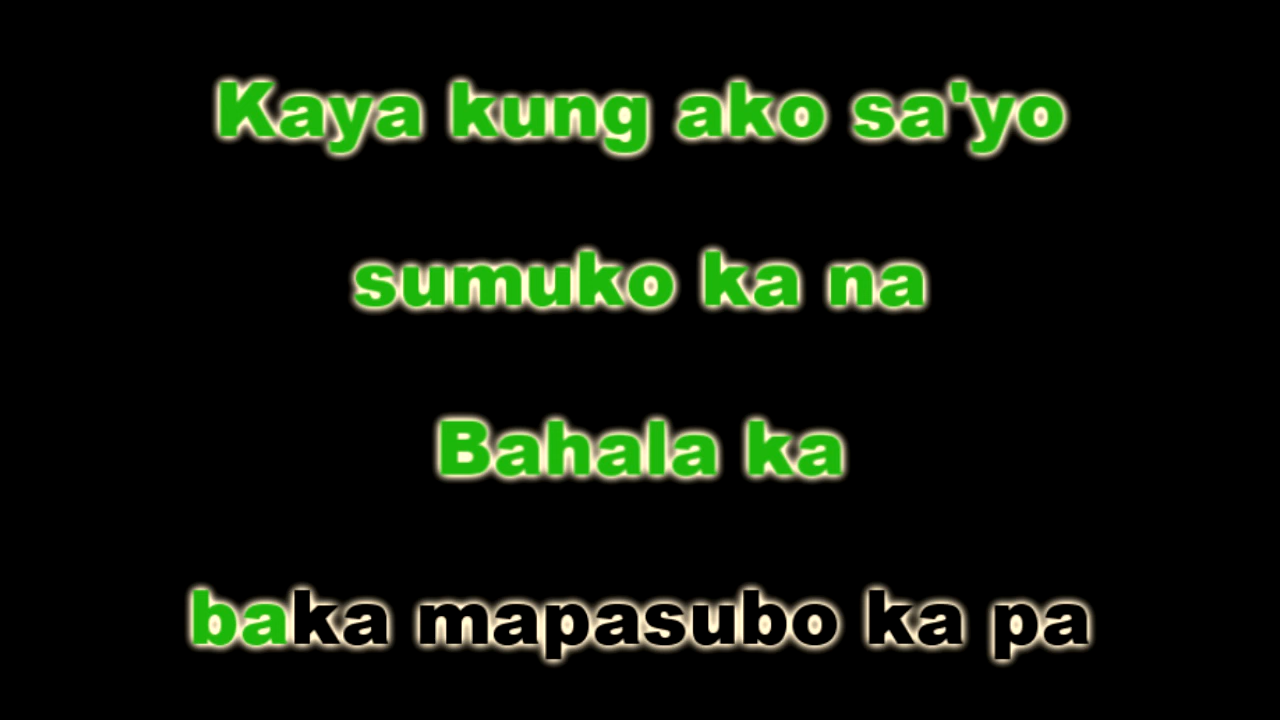 Kaya kung ako sa'yo
sumuko ka na
Bahala ka
baka mapasubo ka pa